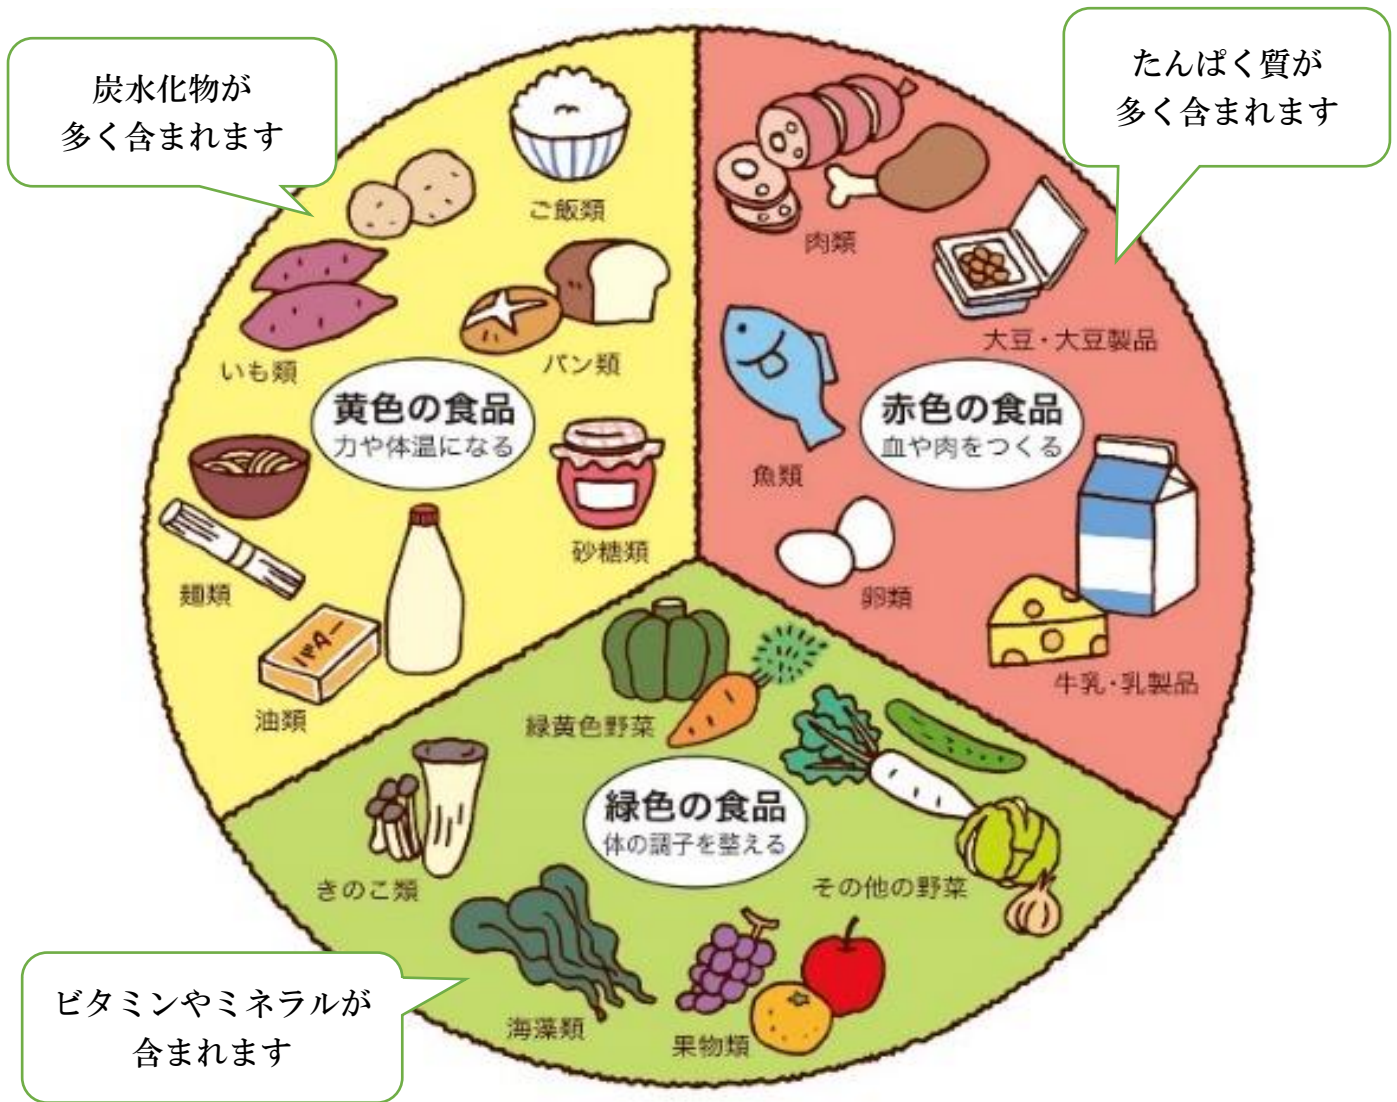 炭水化物が
多く含まれます
たんぱく質が
多く含まれます
ご飯類
いも類
パン類
黄色の食品
力や体温になる
麺類
砂糖類
バター
油類
肉類
大豆・大豆製品
魚類
赤色の食品
血や肉をつくる
卵類
牛乳・乳製品
緑黄色野菜
緑色の食品
体の調子を整える
きのこ類
その他の野菜
海藻類
果物類
ビタミンやミネラルが
含まれます